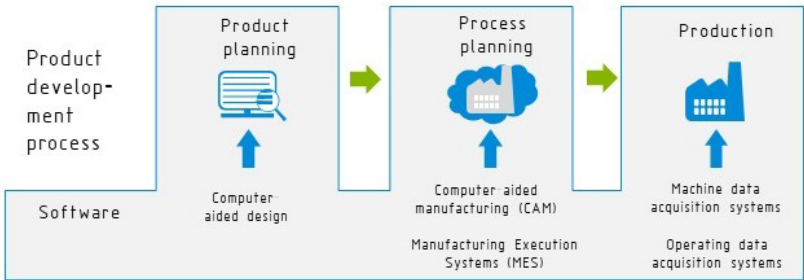 Product
develop-
ment
process
Product
planning
Process
planning
Production
Software
Computer-
aided design
Computer-aided
manufacturing (CAM)
Manufacturing Execution
Systems (MES)
Machine data
acquisition systems
Operating data
acquisition systems